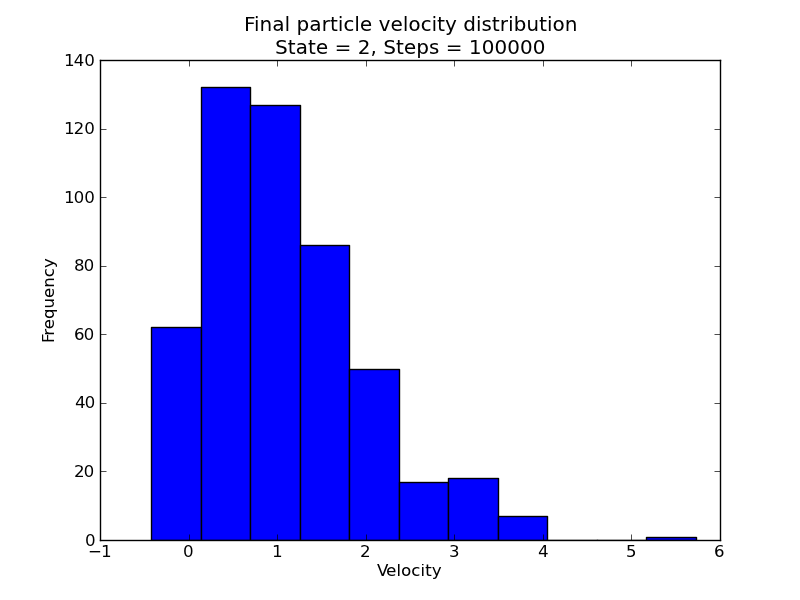 Final particle velocity distribution
State = 2, Steps = 100000
140
120
100
80
60
40
20
0
Frequency
−1 0 1 2 3 4 5 6
Velocity